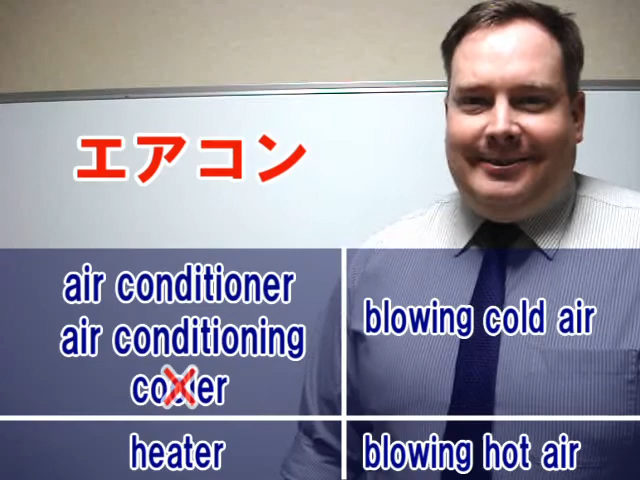 エアコン
air conditioner
air conditioning
cooler
blowing cold air
heater
blowing hot air